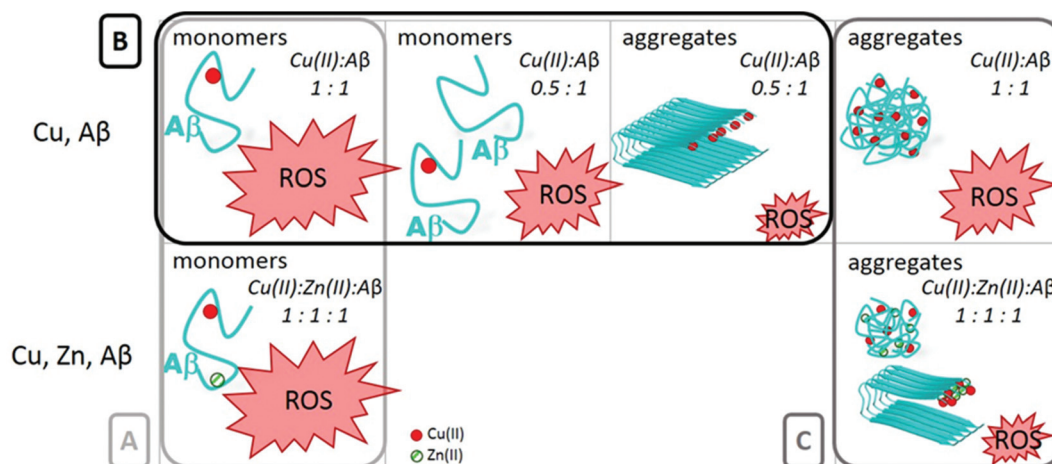 B
monomers
Cu(II):Aβ
1 : 1
Aβ
ROS
monomers
Cu(II):Aβ
0.5 : 1
Aβ
Aβ
ROS
aggregates
Cu(II):Aβ
0.5 : 1
ROS
aggregates
Cu(II):Aβ
1 : 1
ROS
Cu, Aβ
monomers
Cu(II):Zn(II):Aβ
1 : 1 : 1
Aβ
ROS
aggregates
Cu(II):Zn(II):Aβ
1 : 1 : 1
ROS
Cu, Zn, Aβ
A
Cu(II)
Zn(II)
C